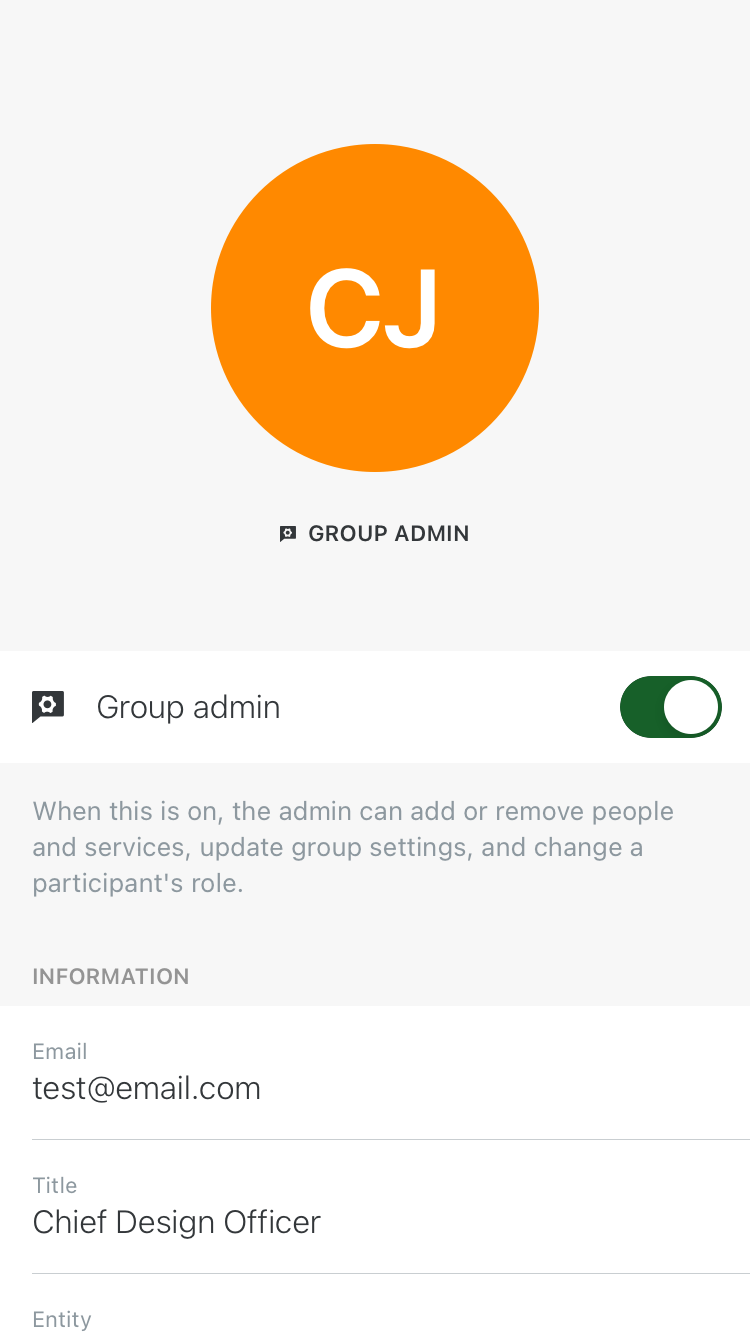 CJ
GROUP ADMIN
Group admin
When this is on, the admin can add or remove people
and services, update group settings, and change a
participant's role.
INFORMATION
Email
test@email.com
Title
Chief Design Officer
Entity